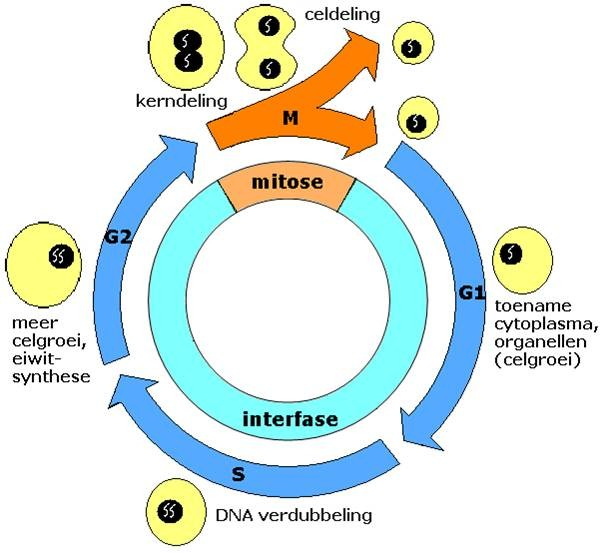 celdeling
kerndeling
M
mitose
G2
G1
meer
celgroei,
eiwit-
synthese
toename
cytoplasma,
organellen
(celgroei)
interfase
S
DNA verdubbeling